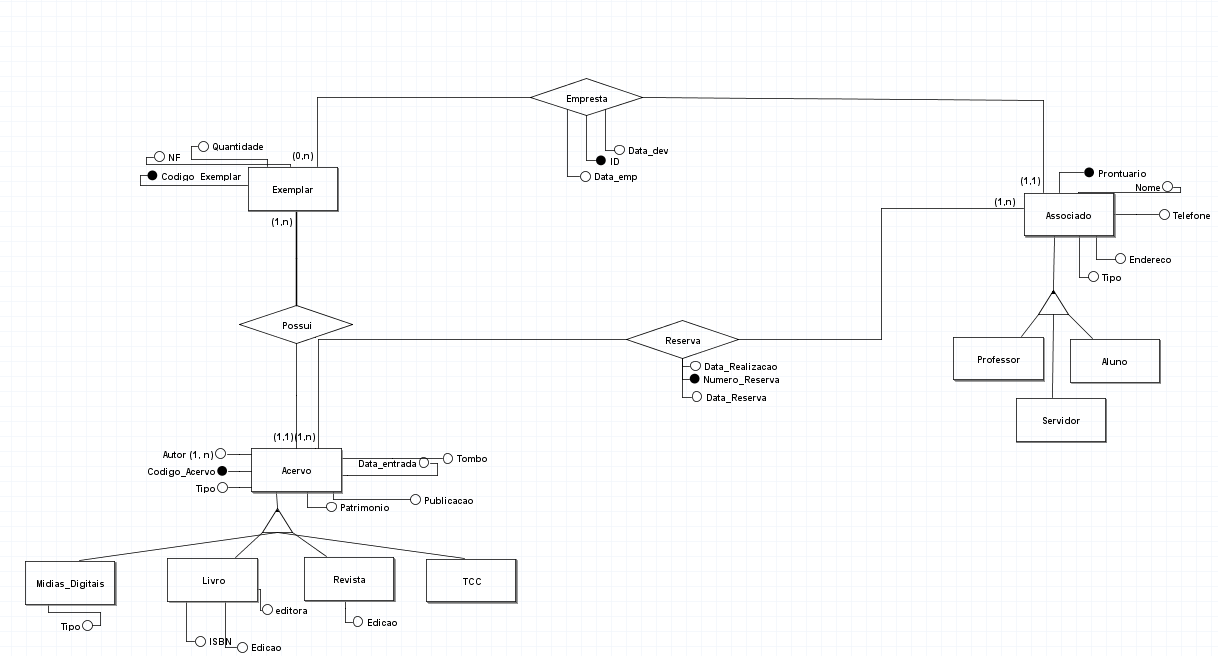 Empresta
Quantidade
Data_dev
(0,n)
NF
ID
Codigo_Exemplar
Data_emp
Prontuario
(1,1)
Nome
Exemplar
(1,n)
Associado
Telefone
(1,n)
Endereco
Tipo
Possui
Reserva
Professor
Aluno
Data_Realizacao
Numero_Reserva
Data_Reserva
Servidor
(1,1)
(1,n)
Autor (1, n)
Data_entrada
Tombo
Codigo_Acervo
Acervo
Tipo
Publicacao
Patrimonio
Midias_Digitais
Livro
Revista
TCC
editora
Tipo
Edicao
ISBN
Edicao